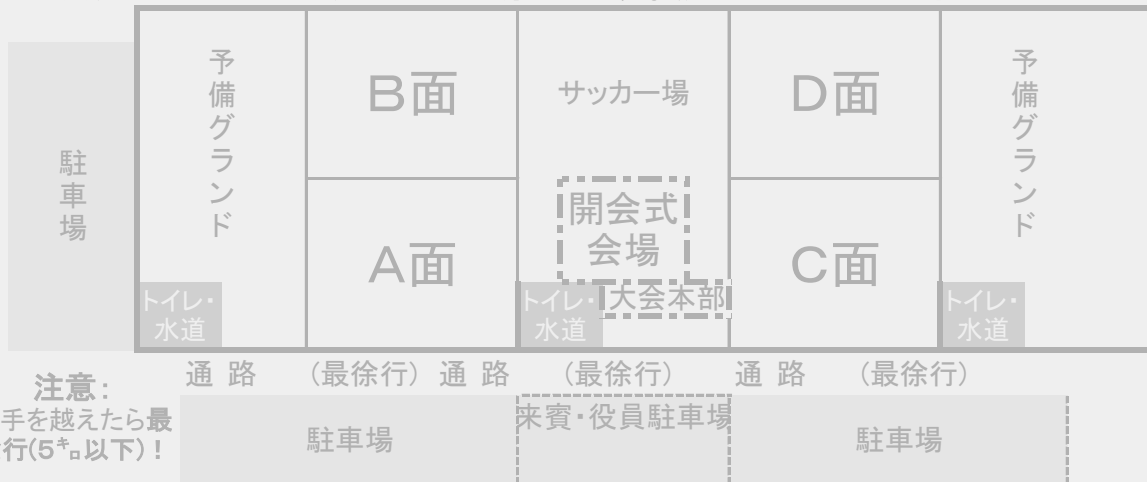 予備グランド
B面
サッカー場
D面
予備グランド
駐車場
開会式
会場
A面
C面
トイレ・
水道
トイレ・
水道
大会本部
トイレ・
水道
通 路 (最徐行) 通 路 (最徐行) 通 路 (最徐行)
注意:
手を越えたら最
行(5㌔以下)!
駐車場
来賓・役員駐車場
駐車場